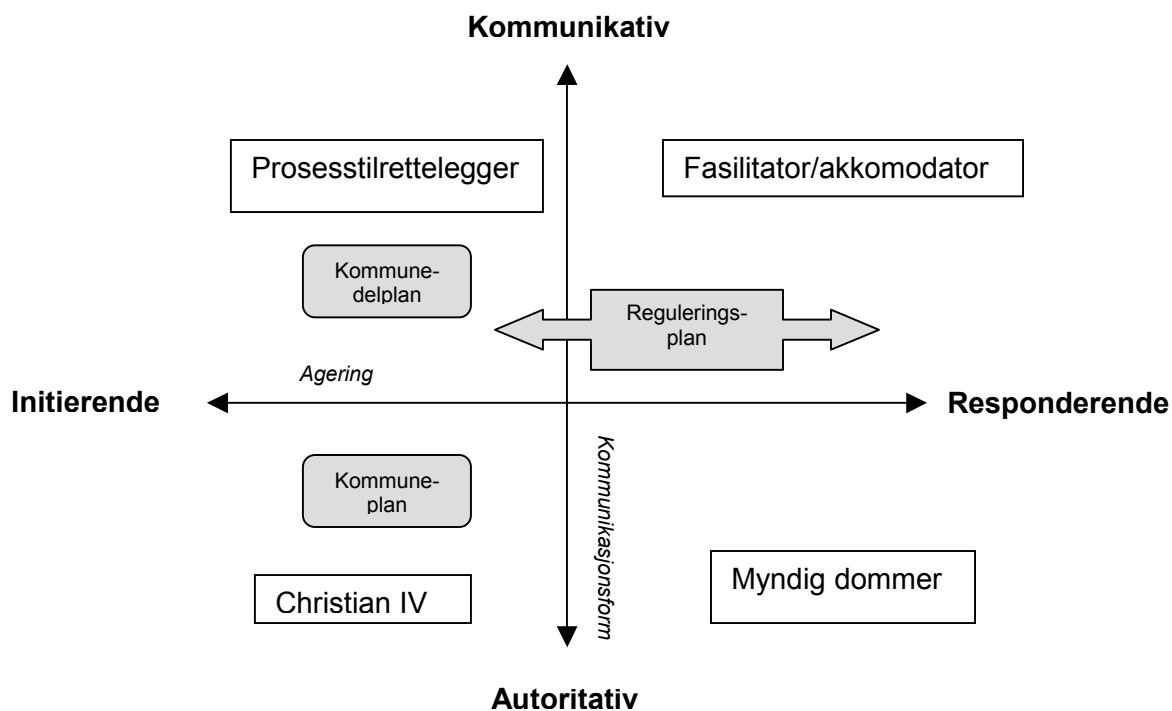 Kommunikativ
Prosesstilrettelegger
Fasilitator/akkomodator
Kommune-
delplan
Regulerings-
plan
Agering
Initierende
Responderende
Kommunikasjonsform
Kommune-
plan
Myndig dommer
Christian IV
Autoritativ